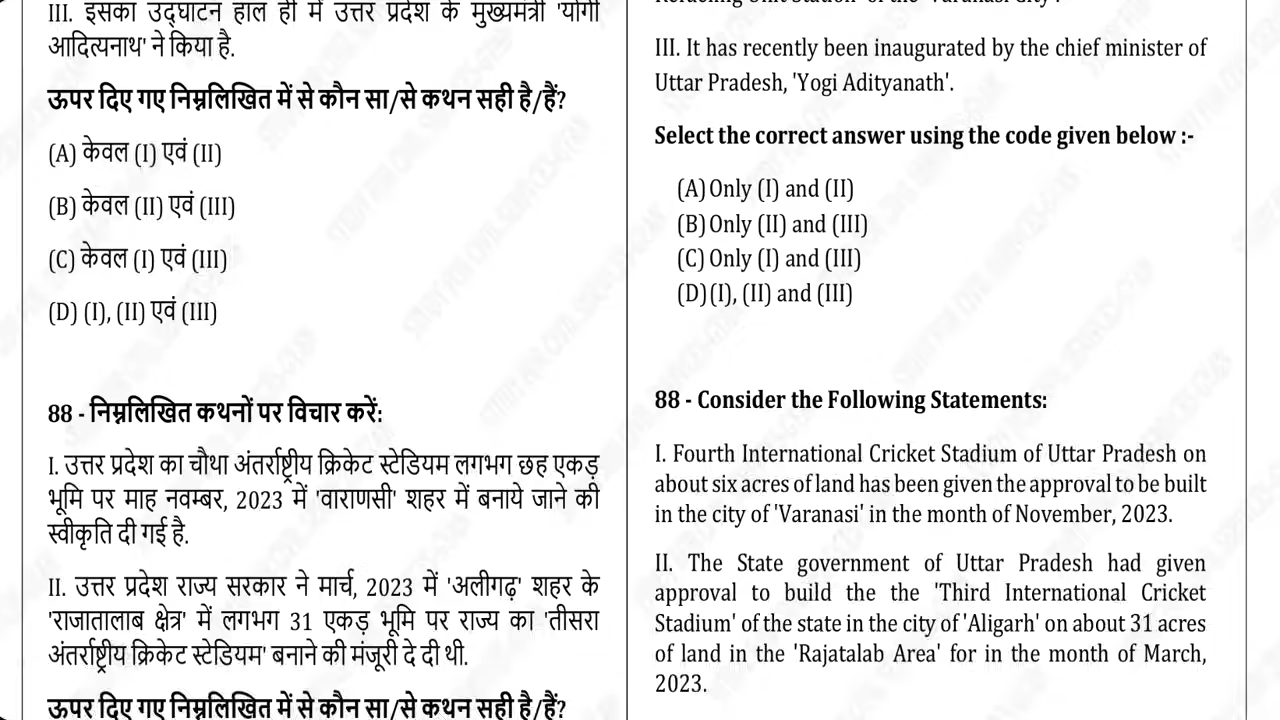 III. इसका उद्घाटन हाल ही में उत्तर प्रदेश के मुख्यमंत्री 'योगी
आदित्यनाथ' ने किया है.
ऊपर दिए गए निम्नलिखित में से कौन सा/से कथन सही है/हैं?
(A) केवल (I) एवं (II)
(B) केवल (II) एवं (III)
(C) केवल (I) एवं (III)
(D) (I), (II) एवं (III)
88 - निम्नलिखित कथनों पर विचार करें:
I. उत्तर प्रदेश का चौथा अंतर्राष्ट्रीय क्रिकेट स्टेडियम लगभग छह एकड़
भूमि पर माह नवम्बर, 2023 में 'वाराणसी' शहर में बनाये जाने की
स्वीकृति दी गई है.
II. उत्तर प्रदेश राज्य सरकार ने मार्च, 2023 में 'अलीगढ़' शहर के
'राजातालाब क्षेत्र' में लगभग 31 एकड़ भूमि पर राज्य का 'तीसरा
अंतर्राष्ट्रीय क्रिकेट स्टेडियम' बनाने की मंजूरी दे दी थी.
ऊपर दिए गए निम्नलिखित में से कौन सा/से कथन सही है/हैं?
III. It has recently been inaugurated by the chief minister of
Uttar Pradesh, 'Yogi Adityanath'.
Select the correct answer using the code given below :-
(A) Only (I) and (II)
(B) Only (II) and (III)
(C) Only (I) and (III)
(D) (I), (II) and (III)
88 - Consider the Following Statements:
I. Fourth International Cricket Stadium of Uttar Pradesh on
about six acres of land has been given the approval to be built
in the city of 'Varanasi' in the month of November, 2023.
II. The State government of Uttar Pradesh had given
approval to build the the 'Third International Cricket
Stadium' of the state in the city of 'Aligarh' on about 31 acres
of land in the 'Rajatalab Area' for in the month of March,
2023.